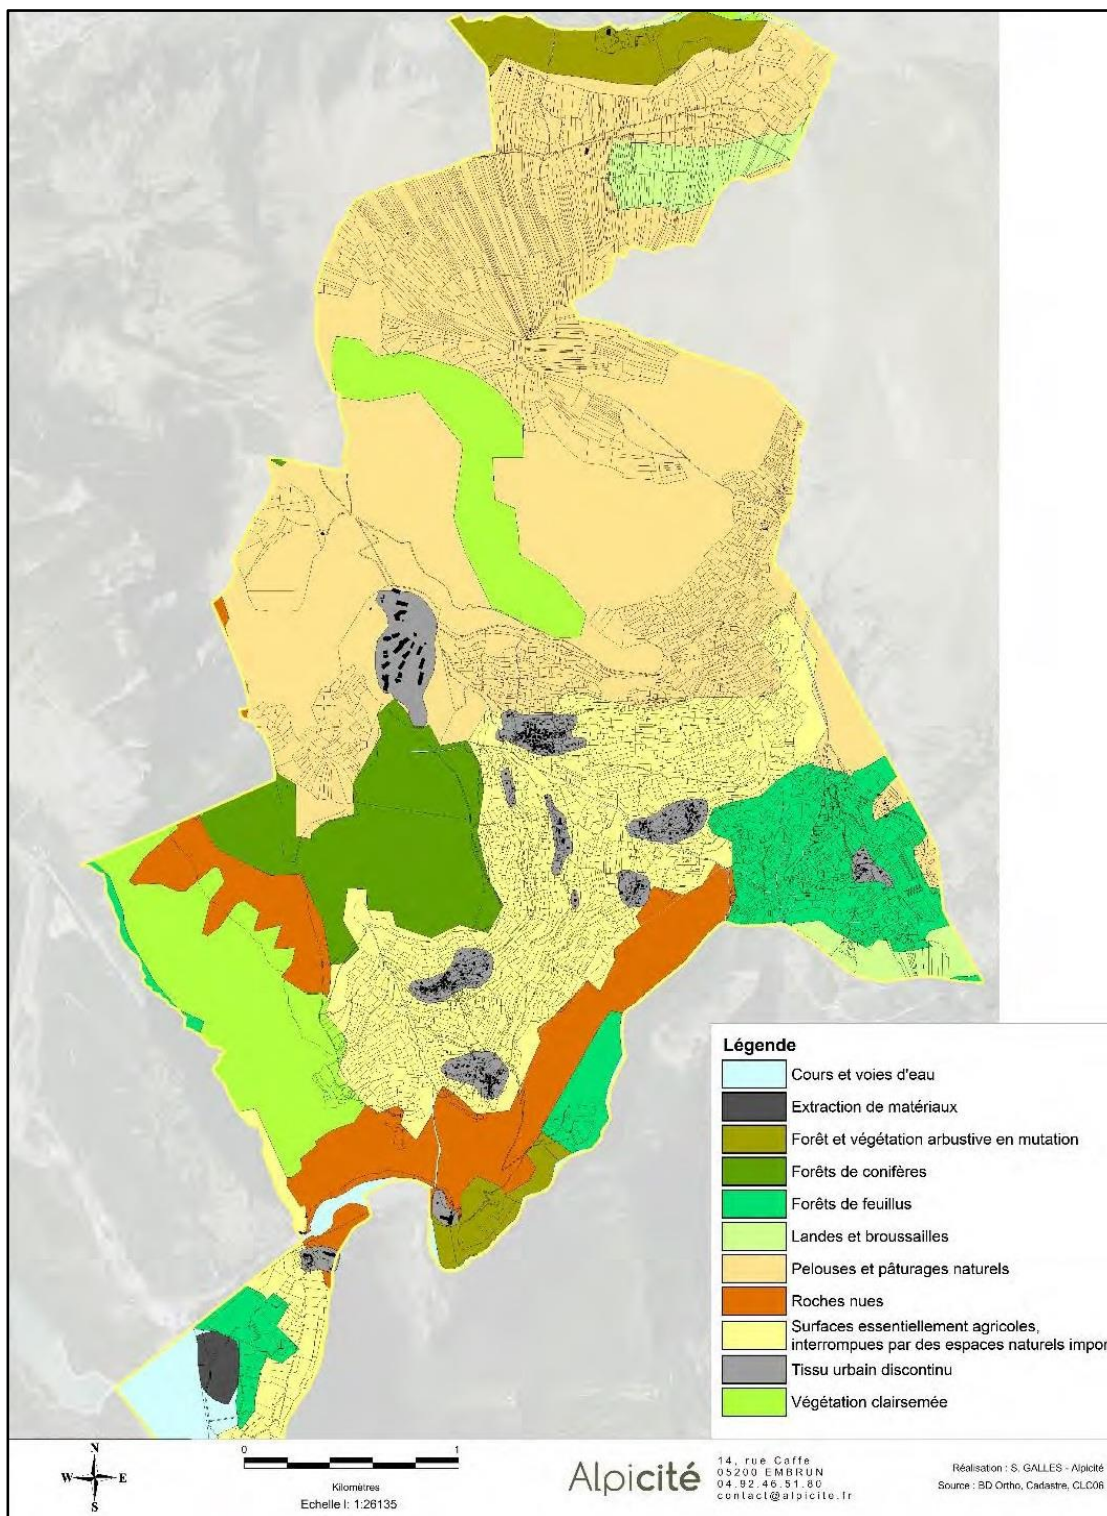 Légende
Cours et voies d'eau
Extraction de matériaux
Forêt et végétation arbustive en mutation
Forêts de conifères
Forêts de feuillus
Landes et broussailles
Pelouses et pâturages naturels
Roches nues
Surfaces essentiellement agricoles,
interrompues par des espaces naturels impor
Tissu urbain discontinu
Végétation clairsemée
N
W E
S
0 1
Kilomètres
Echelle I: 1:26135
Alpicité
14, rue Caffe
05200 EMBRUN
04.92.46.51.80
contact@alpicite.fr
Réalisation : S. GALLES - Alpicité
Source : BD Ortho, Cadastre, CLC06